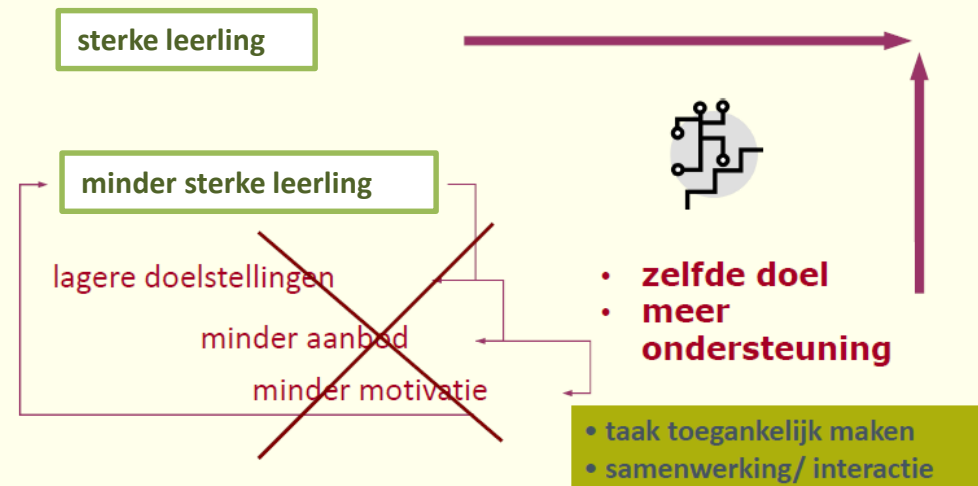 sterke leerling
minder sterke leerling
lagere doelstellingen
minder aanbod
minder motivatie
• zelfde doel
• meer
ondersteuning
• taak toegankelijk maken
• samenwerking/ interactie